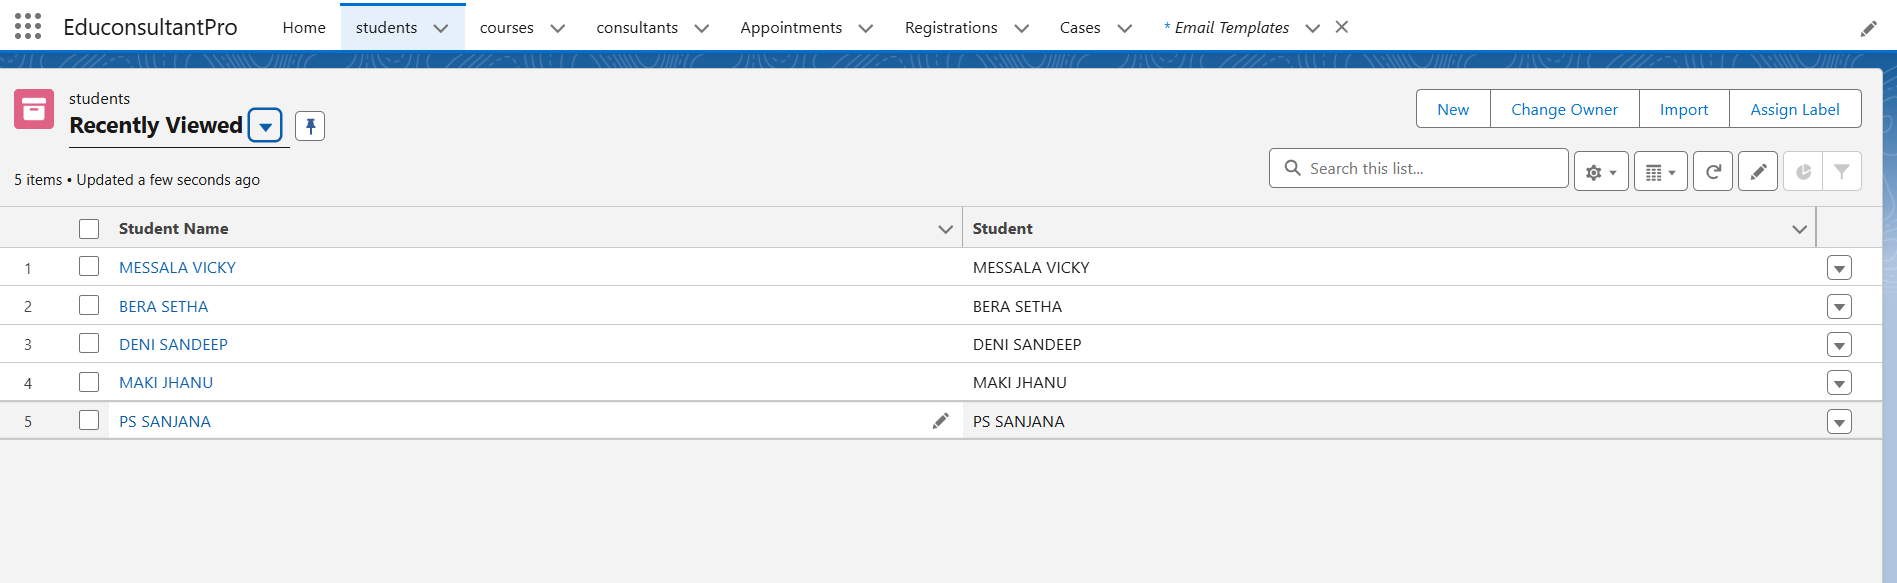 EduconsultantPro Home students courses consultants Appointments Registrations Cases * Email Templates
students
Recently Viewed
New Change Owner Import Assign Label
5 items • Updated a few seconds ago
Search this list...
Student Name Student
1 MESSALA VICKY MESSALA VICKY
2 BERA SETHA BERA SETHA
3 DENI SANDEEP DENI SANDEEP
4 MAKI JHANU MAKI JHANU
5 PS SANJANA PS SANJANA